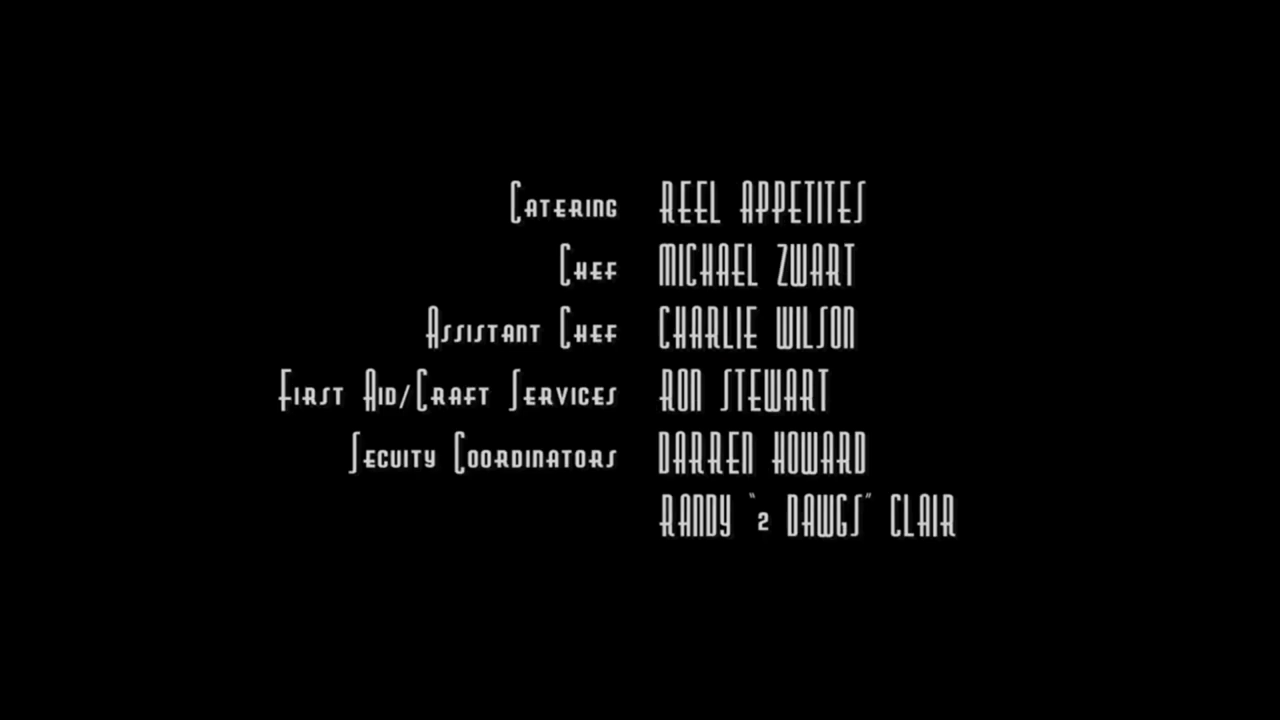 Catering REEL APPETITES
Chef MICHAEL ZWART
Assistant Chef CHARLIE WILSON
First Aid/Craft Services RON STEWART
Secuity Coordinators DARREN HOWARD
RANDY "2 DAWGS" CLAIR